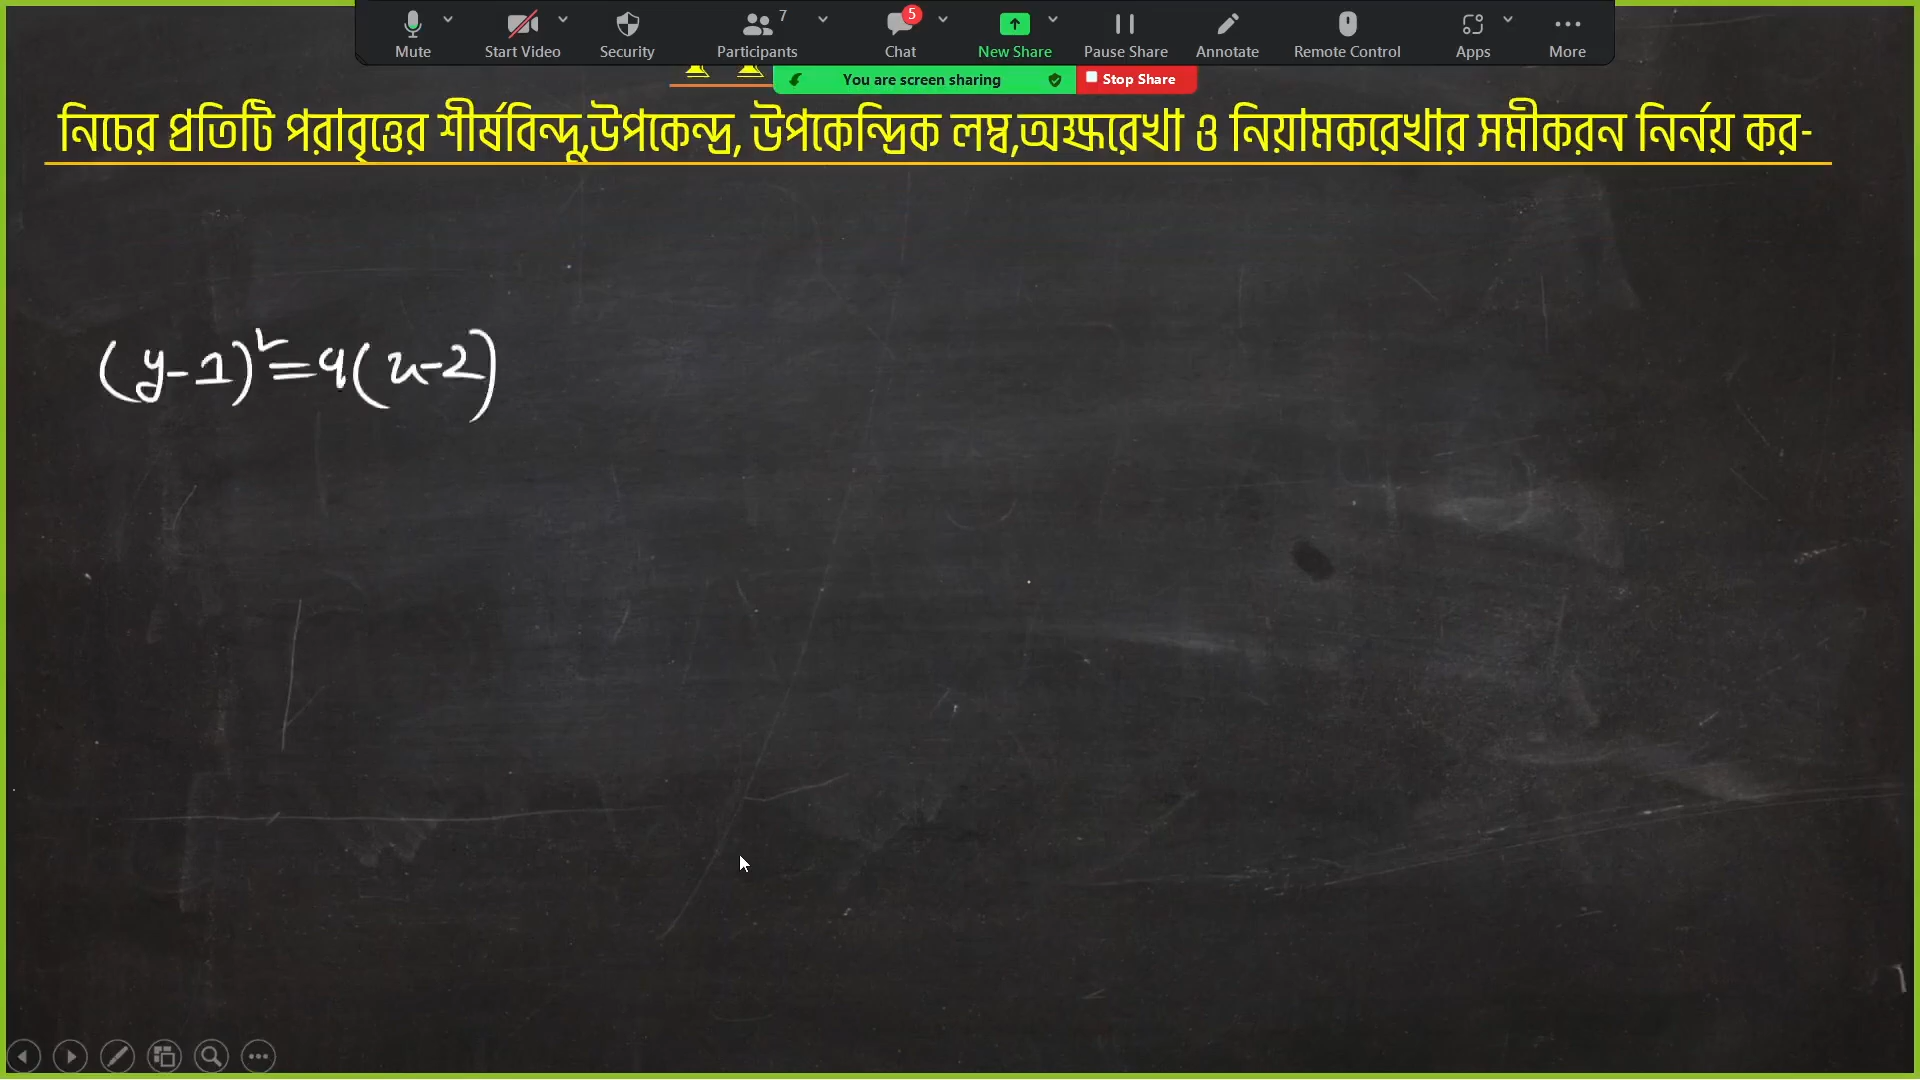 Mute Start Video Security Participants 7 Chat 5 New Share Pause Share Annotate Remote Control Apps More
You are screen sharing Stop Share
নিচের প্রতিটি পরাবৃত্তের শীর্ষবিন্দু,উপকেন্দ্র, উপকেন্দ্রিক লম্ব,অক্ষরেখা ও নিয়ামকরেখার সমীকরন নির্নয় কর-
(y-1)²=4(x-2)